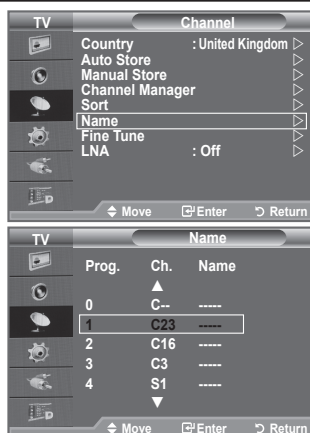 TV Channel
Country : United Kingdom
Auto Store
Manual Store
Channel Manager
Sort
Name
Fine Tune
LNA : Off
Move Enter Return
TV Name
Prog. Ch. Name
0 C-- -----
1 C23 -----
2 C16 -----
3 C3 -----
4 S1 -----
Move Enter Return